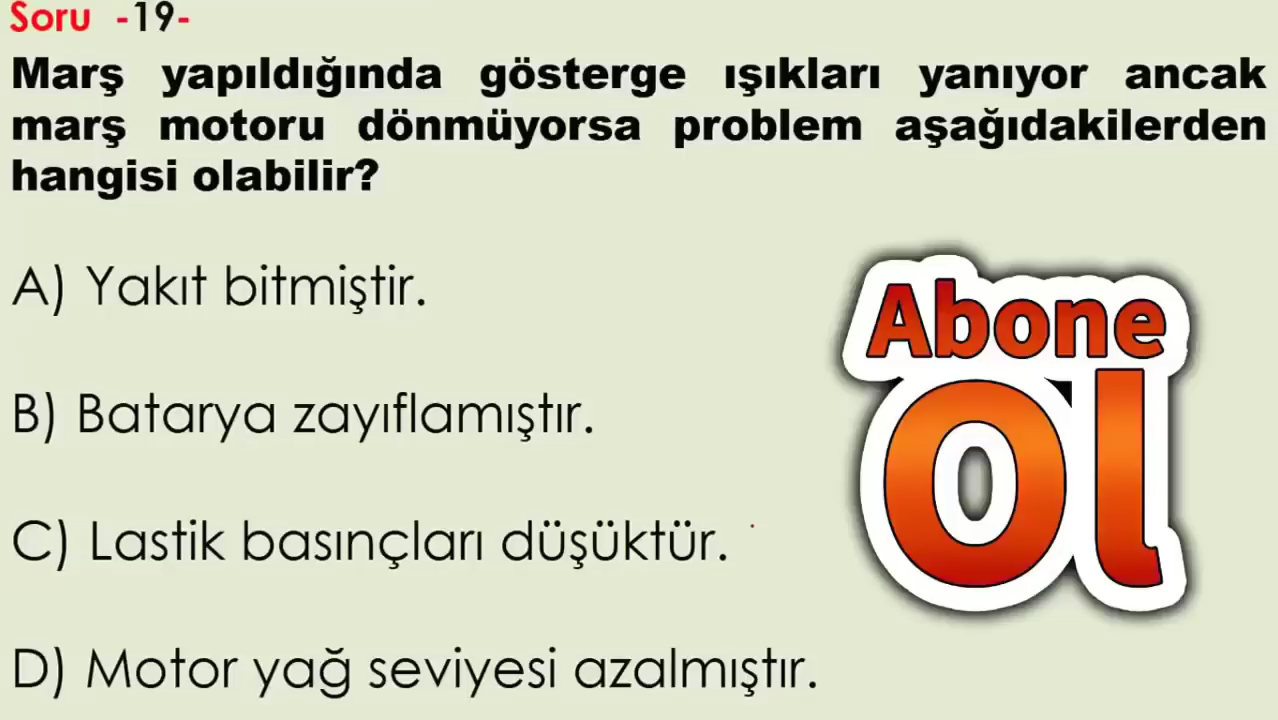 Soru -19-
Marş yapıldığında gösterge ışıkları yanıyor ancak
marş motoru dönmüyorsa problem aşağıdakilerden
hangisi olabilir?
A) Yakıt bitmiştir.
B) Batarya zayıflamıştır.
C) Lastik basınçları düşüktür.
D) Motor yağ seviyesi azalmıştır.
Abone
Ol